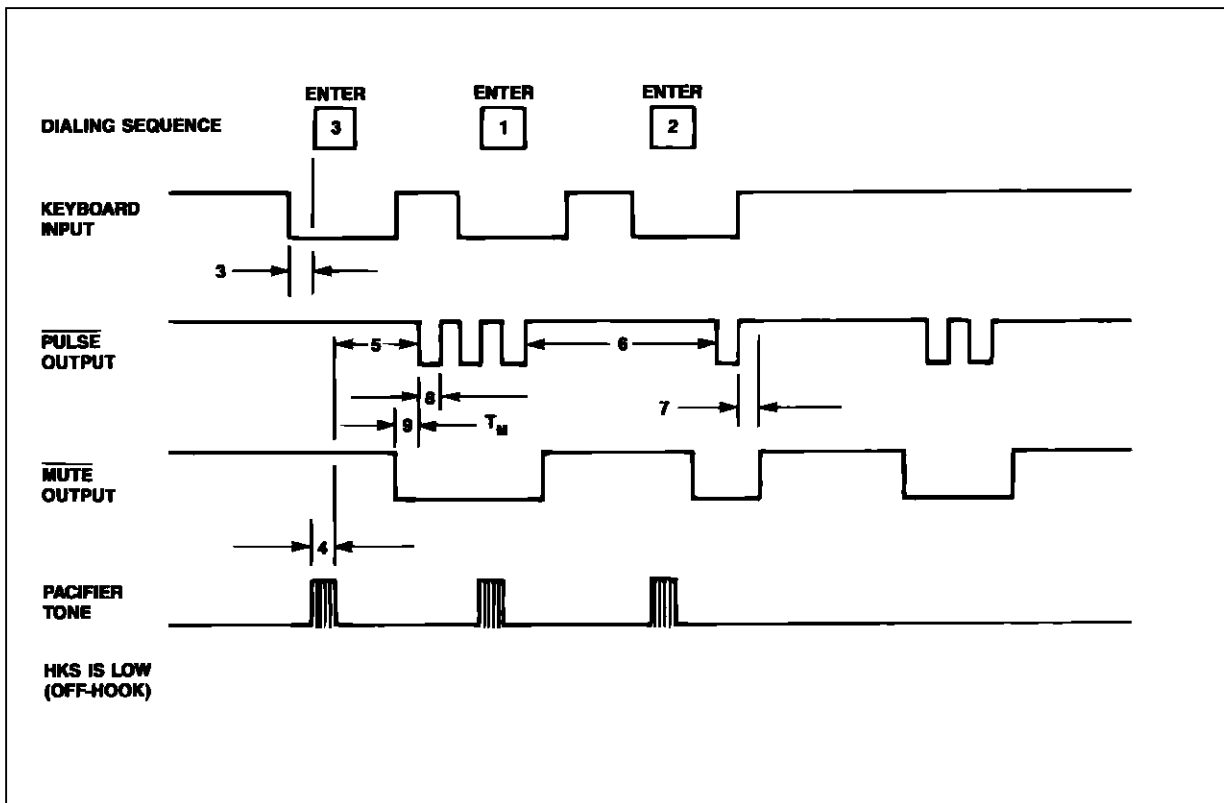 ENTER ENTER ENTER
DIALING SEQUENCE 3 1 2
KEYBOARD
INPUT
3
PULSE
OUTPUT
5 6
8 7
9 TM
MUTE
OUTPUT
4
PACIFIER
TONE
HKS IS LOW
(OFF-HOOK)